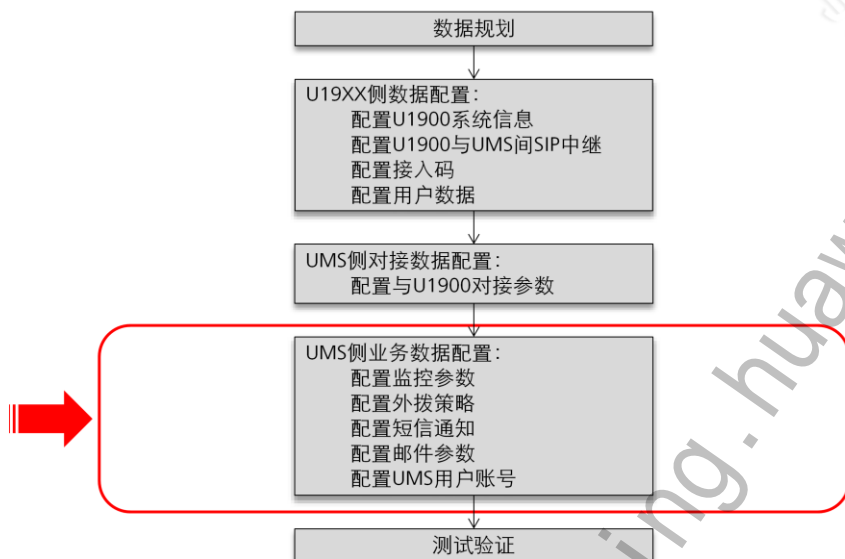 数据规划
U19XX侧数据配置：
配置U1900系统信息
配置U1900与UMS间SIP中继
配置接入码
配置用户数据
UMS侧对接数据配置：
配置与U1900对接参数
UMS侧业务数据配置：
配置监控参数
配置外拨策略
配置短信通知
配置邮件参数
配置UMS用户账号
测试验证
ing.huaw